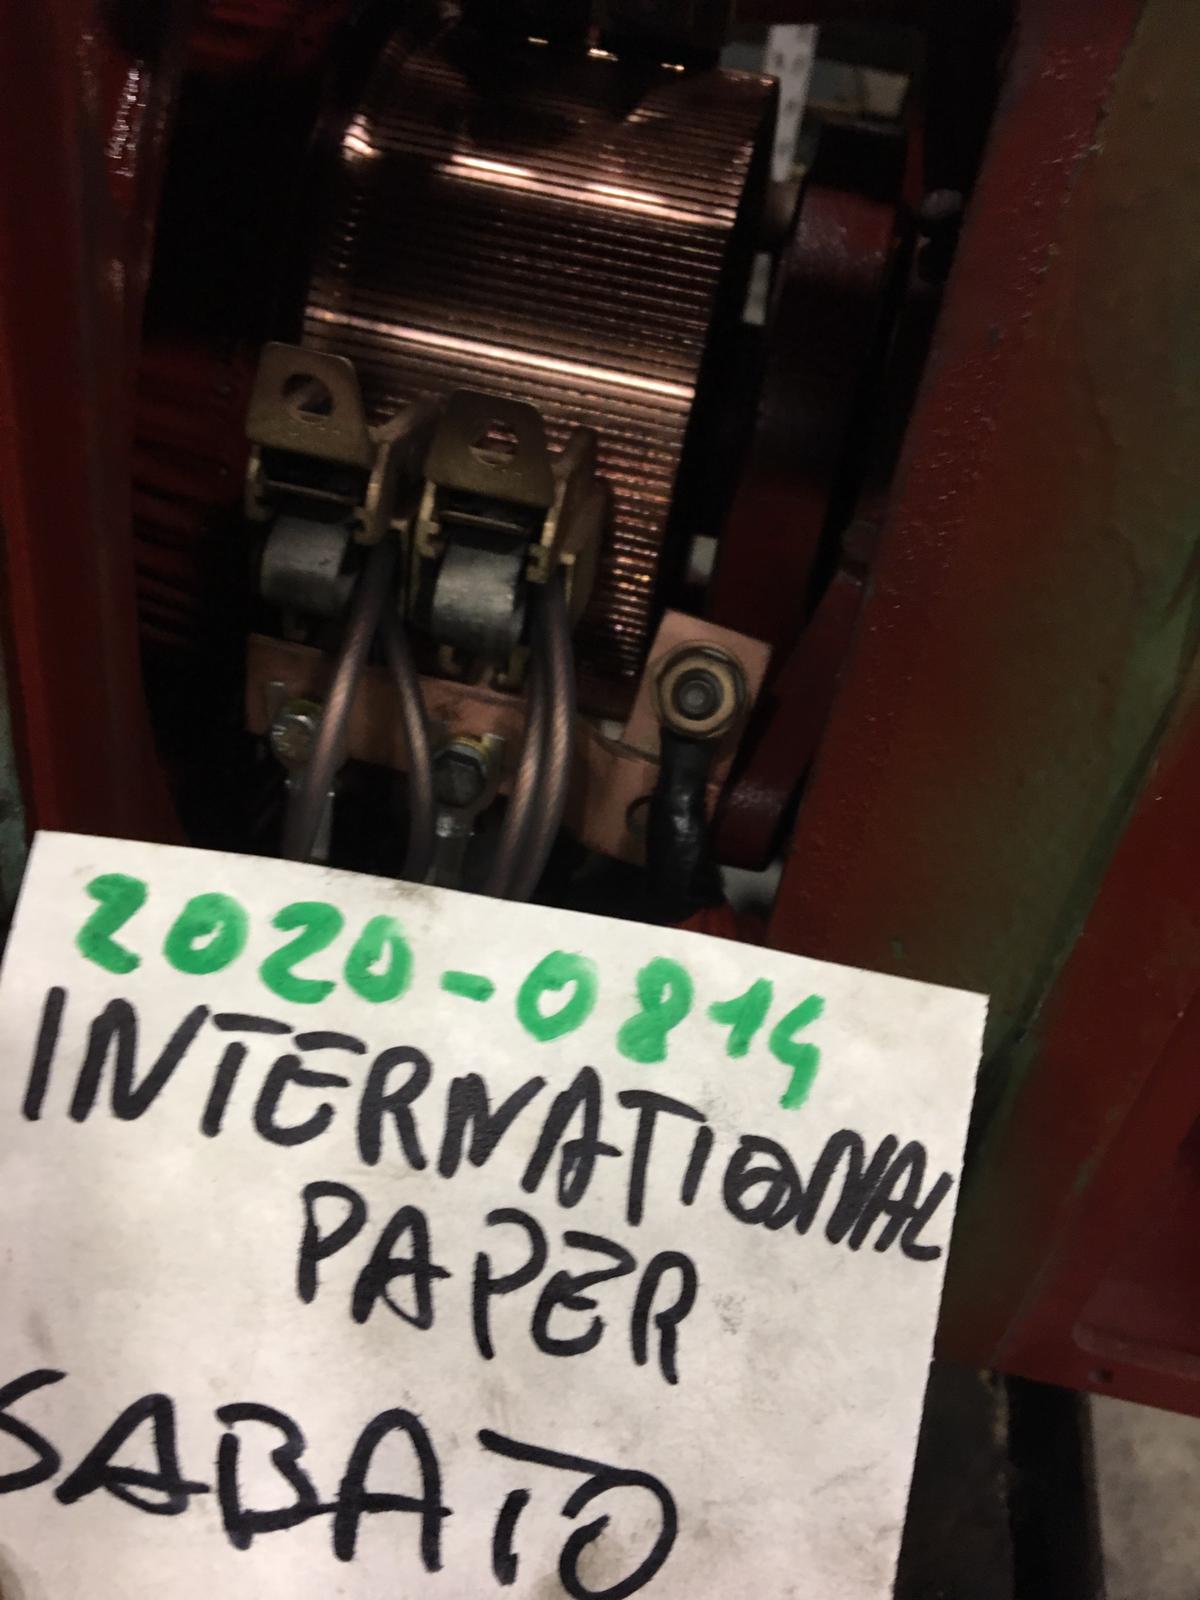 2020-0814
INTERNATIONAL
PAPER
SABATO